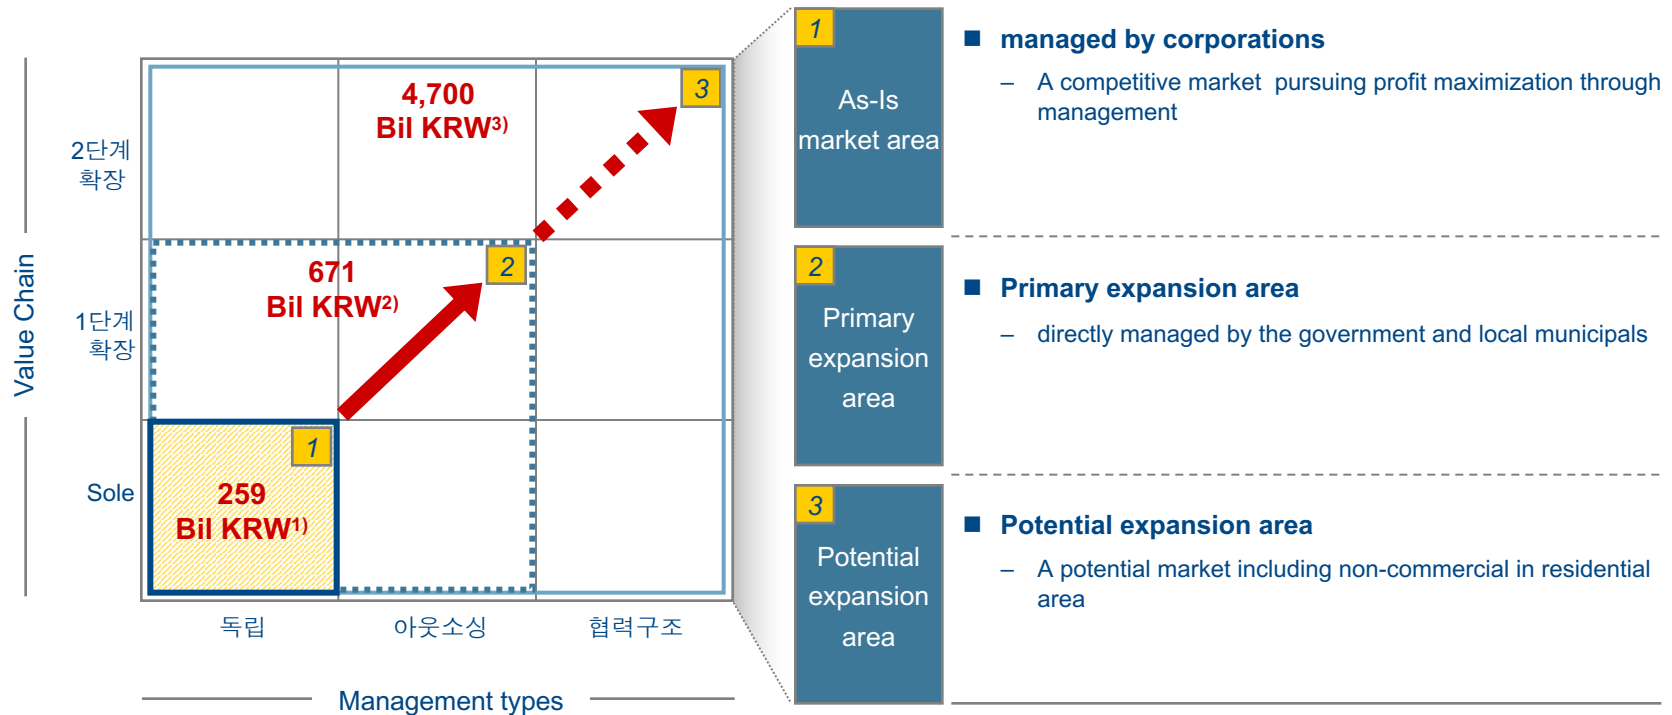 Value Chain
2단계
확장
1단계
확장
Sole
4,700
Bil KRW3)
3
671
Bil KRW2)
2
1
259
Bil KRW1)
독립
아웃소싱
협력구조
Management types
1
As-Is
market area
managed by corporations
– A competitive market pursuing profit maximization through
management
2
Primary
expansion
area
Primary expansion area
– directly managed by the government and local municipals
3
Potential
expansion
area
Potential expansion area
– A potential market including non-commercial in residential
area